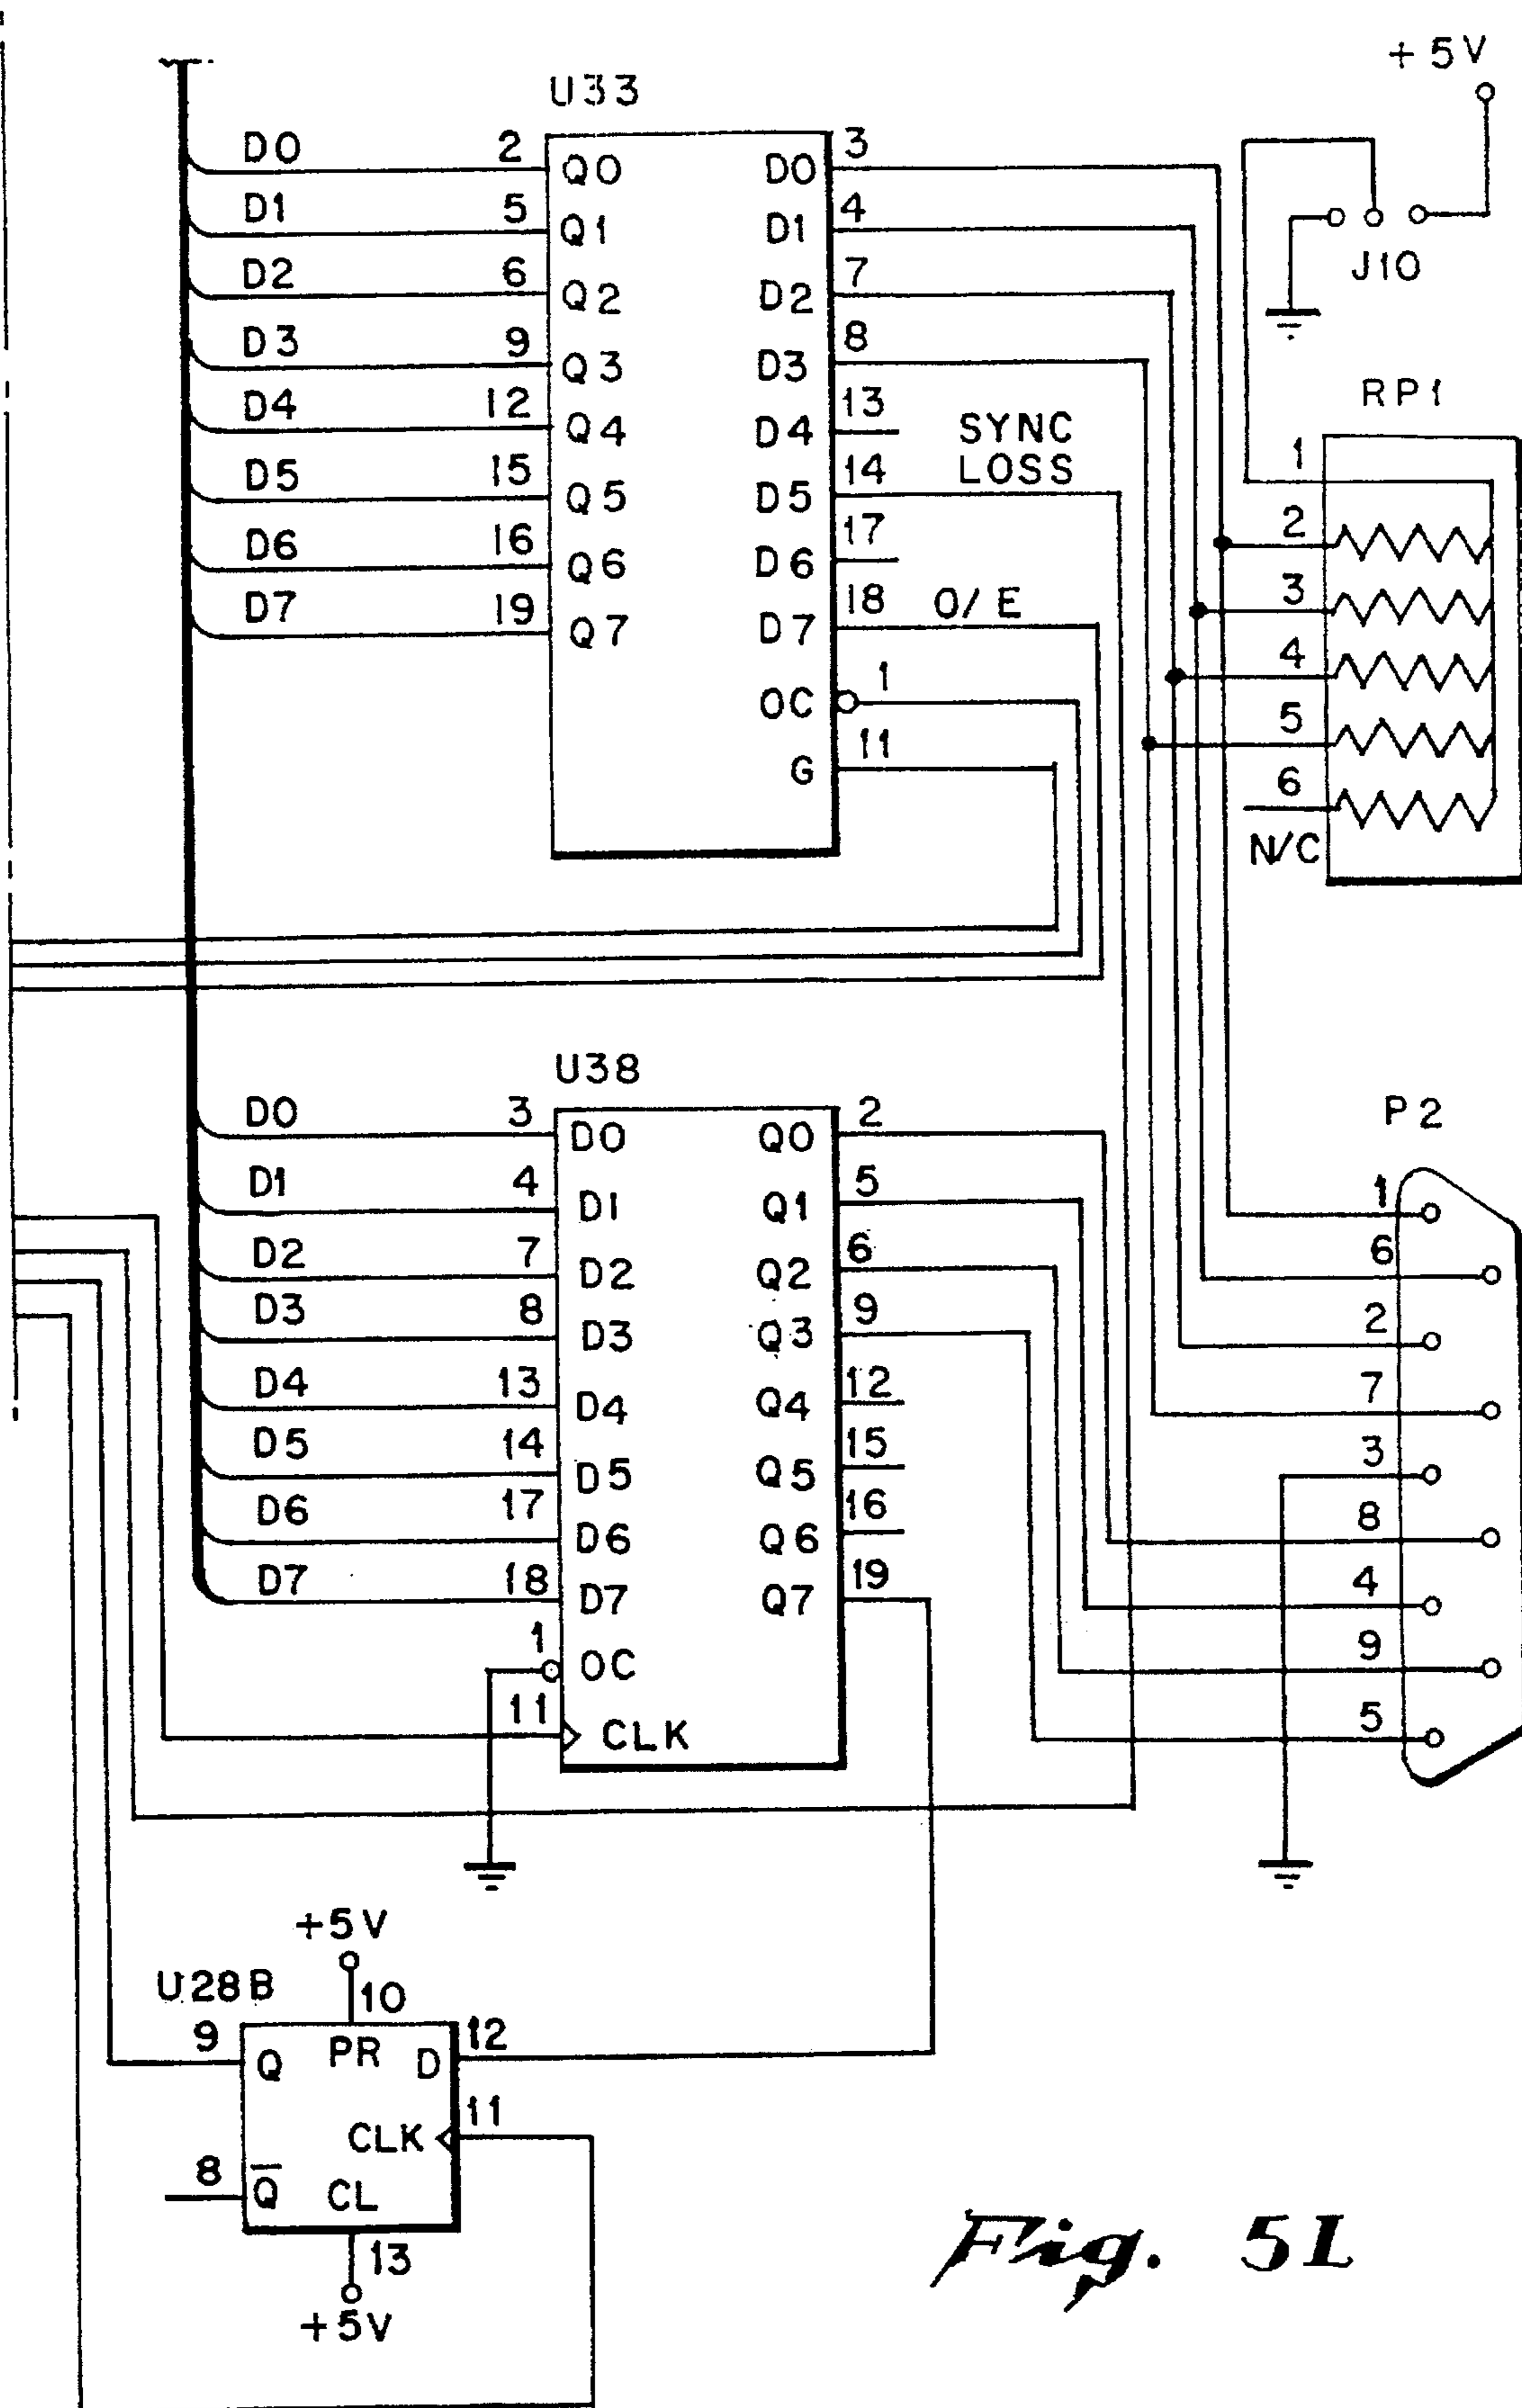 +5V
U33
D0 2 Q0 D0 3
D1 5 Q1 D1 4
D2 6 Q2 D2 7
D3 9 Q3 D3 8
D4 12 Q4 D4 13
D5 15 Q5 D5 14
SYNC
LOSS
D6 16 Q6 D6 17
D7 19 Q7 D7 18 O/E
OC 1
G 11
J10
RP1
1
2
3
4
5
6
N/C
U38
D0 3 D0 Q0 2
D1 4 D1 Q1 5
D2 7 D2 Q2 6
D3 8 D3 Q3 9
D4 13 D4 Q4 12
D5 14 D5 Q5 15
D6 17 D6 Q6 16
D7 18 D7 Q7 19
1 OC
11 CLK
P2
1
6
2
7
3
8
4
9
5
+5V
U28B
10
9 Q PR D 12
CLK 11
8 Q̅ CL
13
+5V
Fig. 5L